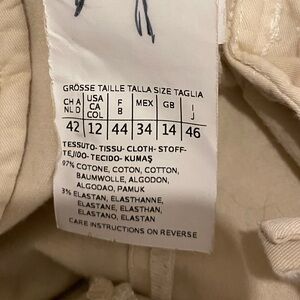 GRÖSSE TAILLE TALLA SIZE TAGLIA
CH A NL D | USA CA COL | F B | MEX | GB | I J
42 | 12 | 44 | 34 | 14 | 46
TESSUTO-TISSU-CLOTH-STOFF-
TEJIDO-TECIDO-KUMAŞ
97% COTONE, COTON, COTTON,
BAUMWOLLE, ALGODON,
ALGODAO, PAMUK
3% ELASTAN, ELASTHANNE,
ELASTANE, ELASTHAN,
ELASTANO, ELASTAN
CARE INSTRUCTIONS ON REVERSE